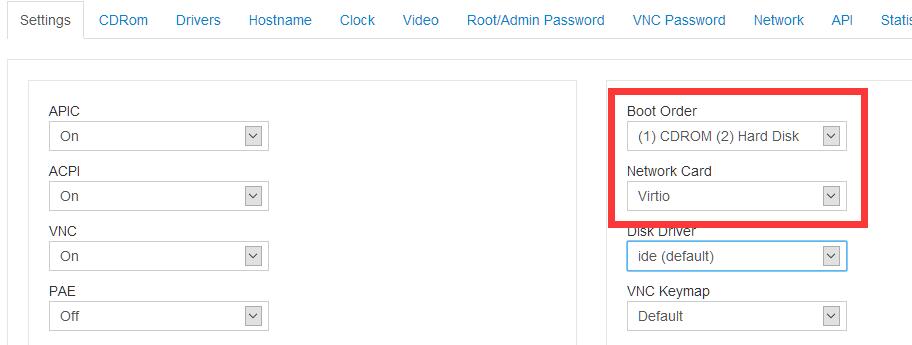 Settings CDRom Drivers Hostname Clock Video Root/Admin Password VNC Password Network API Statis
APIC
On
ACPI
On
VNC
On
PAE
Off
Boot Order
(1) CDROM (2) Hard Disk
Network Card
Virtio
Disk Driver
ide (default)
VNC Keymap
Default